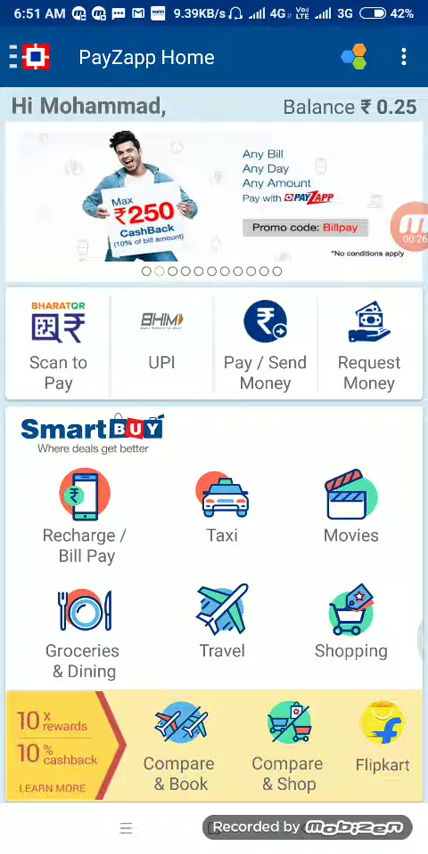 6:51 AM 9.39KB/s 4G VoLTE 3G 42%
PayZapp Home
Hi Mohammad, Balance ₹ 0.25
Max
₹250
CashBack
(10% of bill amount)
Any Bill
Any Day
Any Amount
Pay with PAYZAPP
Promo code: Billpay
*No conditions apply
00:26
BHARATQR
BHIM
Scan to Pay
UPI
Pay / Send Money
Request Money
SmartBUY
Where deals get better
Recharge / Bill Pay
Taxi
Movies
Groceries & Dining
Travel
Shopping
10x rewards
10% cashback
LEARN MORE
Compare & Book
Compare & Shop
Flipkart
Recorded by mobizen